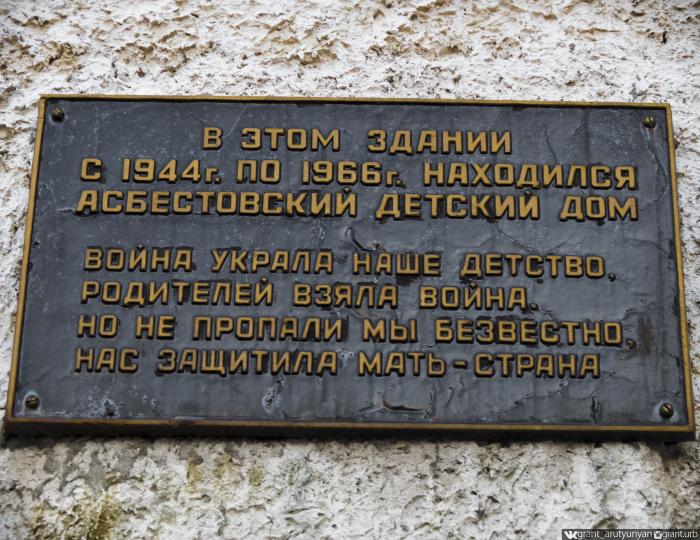 В ЭТОМ ЗДАНИИ
С 1944г. ПО 1966г. НАХОДИЛСЯ
АСБЕСТОВСКИЙ ДЕТСКИЙ ДОМ
ВОЙНА УКРАЛА НАШЕ ДЕТСТВО,
РОДИТЕЛЕЙ ВЗЯЛА ВОЙНА.
НО НЕ ПРОПАЛИ МЫ БЕЗВЕСТНО,
НАС ЗАЩИТИЛА МАТЬ-СТРАНА
grant_arutyunyan grant.urb